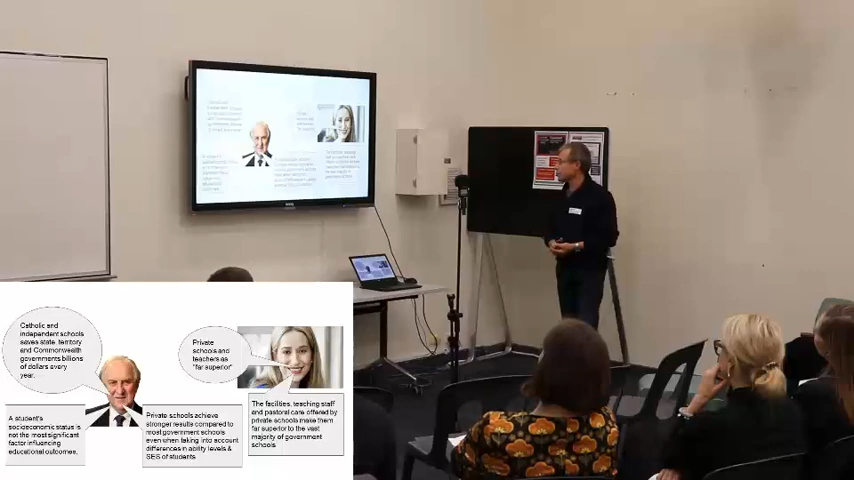 Catholic and
independent schools
saves state, territory
and Commonwealth
governments billions
of dollars every
year.
Private
schools and
teachers as
"far superior"
A student's
socioeconomic status is
not the most significant
factor influencing
educational outcomes.
Private schools achieve
stronger results compared to
most government schools
even when taking into account
differences in ability levels &
SES of students
The facilities, teaching staff
and pastoral care offered by
private schools make them
far superior to the vast
majority of government
schools